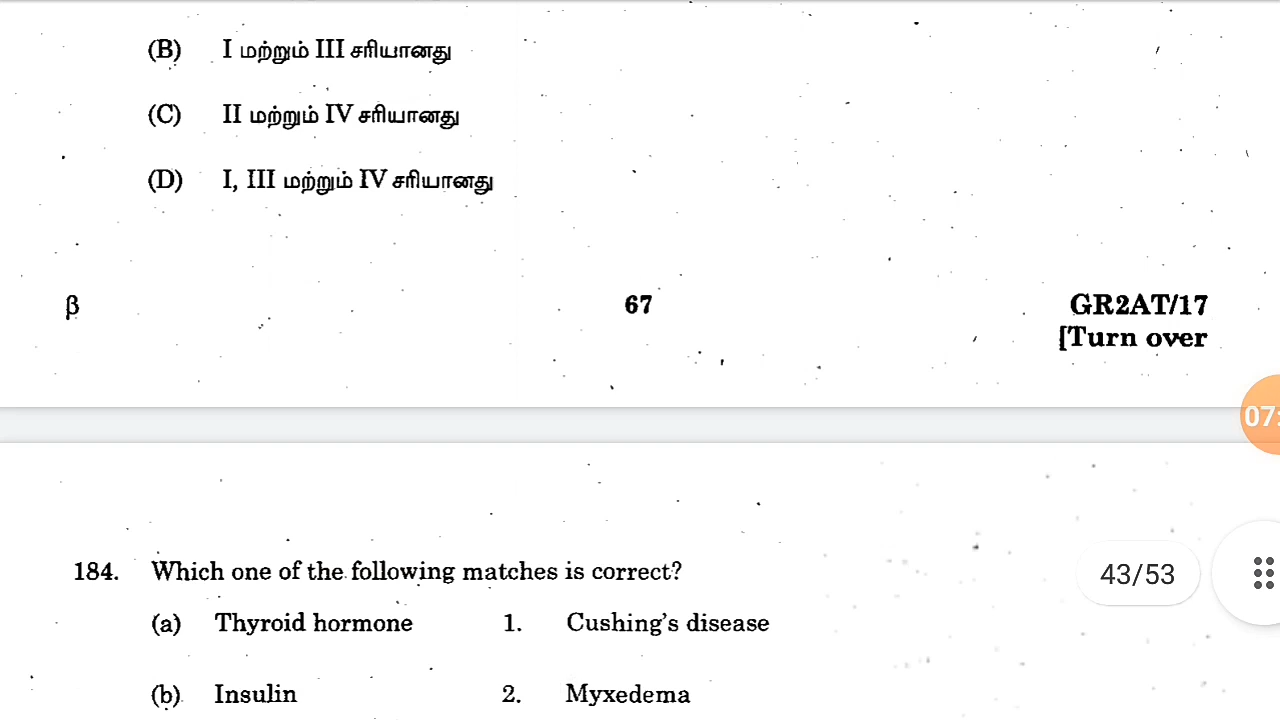 (B) I மற்றும் III சரியானது
(C) II மற்றும் IV சரியானது
(D) I, III மற்றும் IV சரியானது
β 67 GR2AT/17
[Turn over
07:
184. Which one of the following matches is correct?
43/53
(a) Thyroid hormone 1. Cushing's disease
(b) Insulin 2. Myxedema